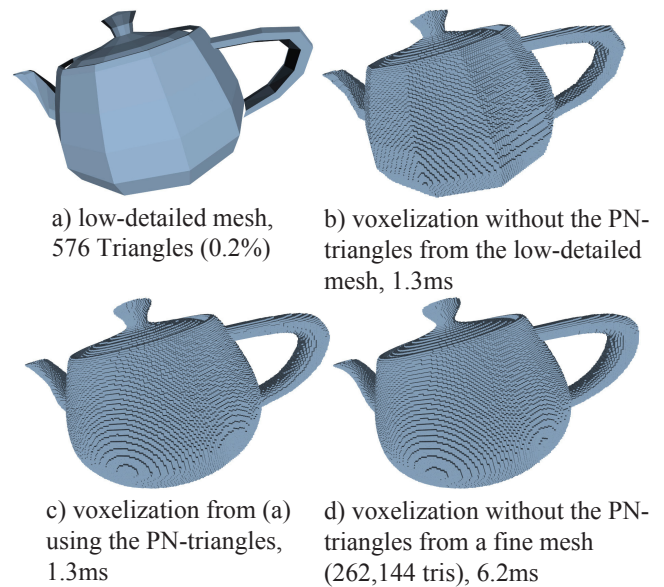 a) low-detailed mesh,
576 Triangles (0.2%)
b) voxelization without the PN-
triangles from the low-detailed
mesh, 1.3ms
c) voxelization from (a)
using the PN-triangles,
1.3ms
d) voxelization without the PN-
triangles from a fine mesh
(262,144 tris), 6.2ms